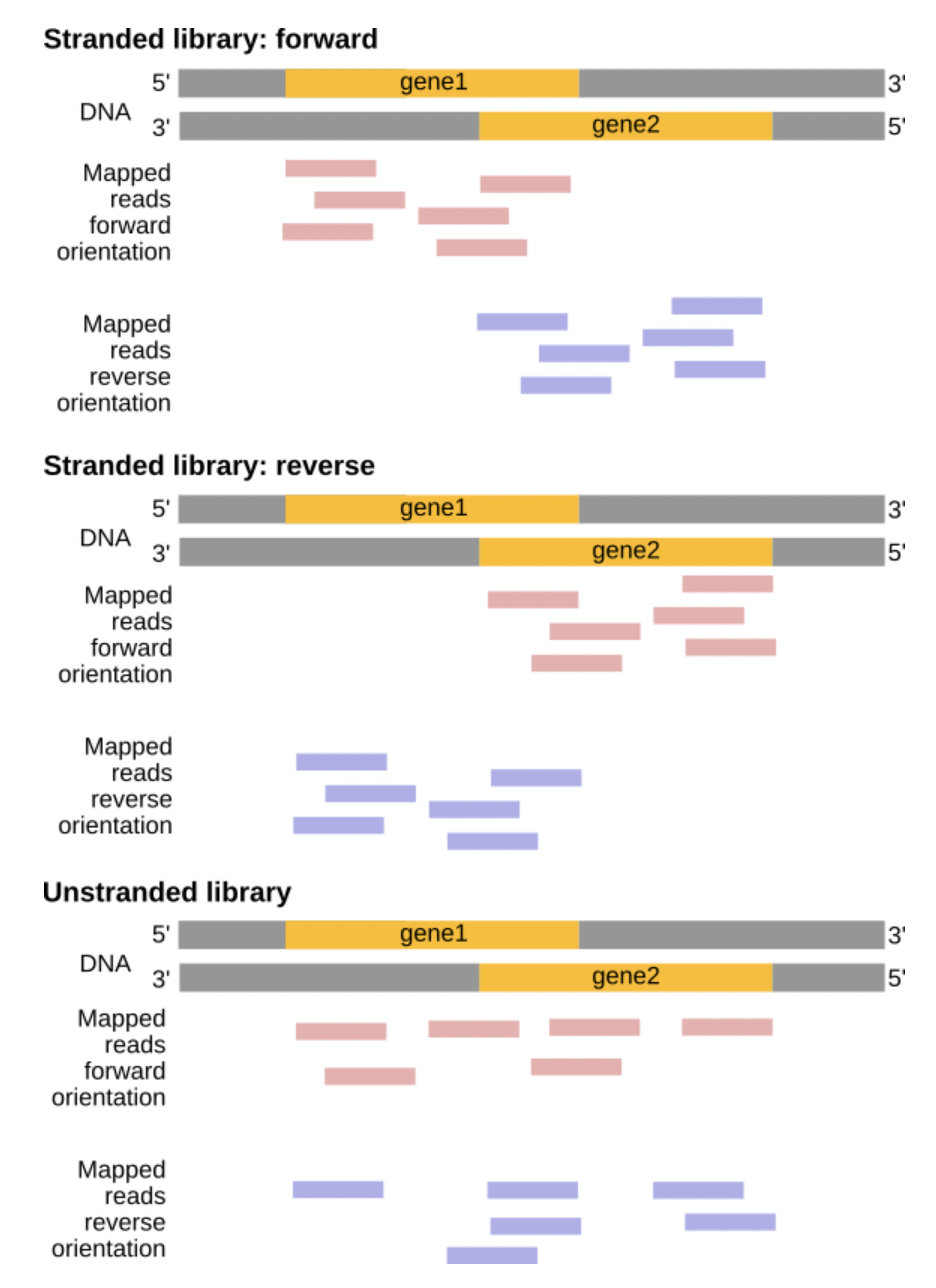 Stranded library: forward
5' gene1 3'
DNA
3' gene2 5'
Mapped
reads
forward
orientation
Mapped
reads
reverse
orientation
Stranded library: reverse
5' gene1 3'
DNA
3' gene2 5'
Mapped
reads
forward
orientation
Mapped
reads
reverse
orientation
Unstranded library
5' gene1 3'
DNA
3' gene2 5'
Mapped
reads
forward
orientation
Mapped
reads
reverse
orientation